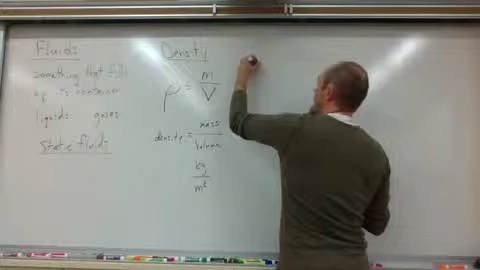 Fluids
something that fills
up its container
liquids gases
Static fluids
Density
ρ = m
V
density = mass
Volume
kg
m³